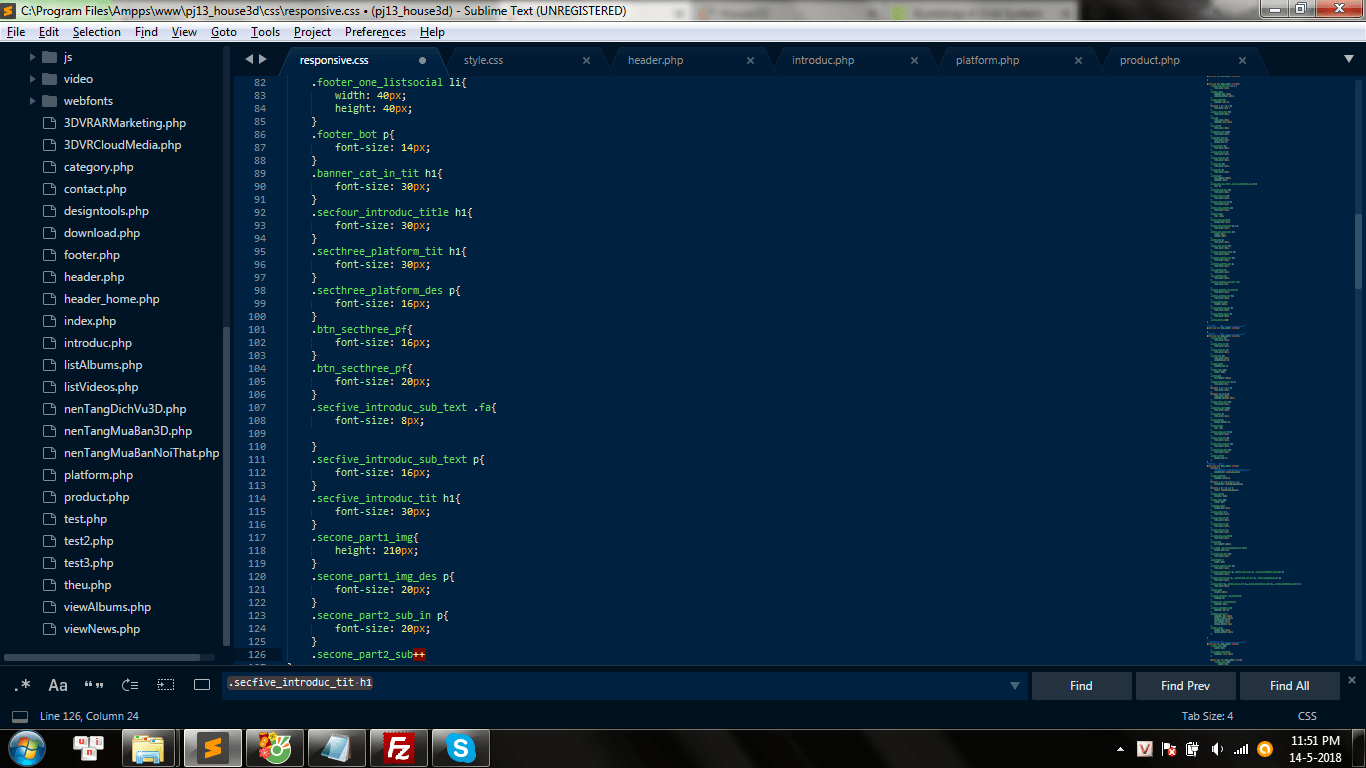 C:\Program Files\Ampps\www\pj13_house3d\css\responsive.css • (pj13_house3d) - Sublime Text (UNREGISTERED)
File Edit Selection Find View Goto Tools Project Preferences Help
js
video
webfonts
3DVRARMarketing.php
3DVRCloudMedia.php
category.php
contact.php
designtools.php
download.php
footer.php
header.php
header_home.php
index.php
introduc.php
listAlbums.php
listVideos.php
nenTangDichVu3D.php
nenTangMuaBan3D.php
nenTangMuaBanNoiThat.php
platform.php
product.php
test.php
test2.php
test3.php
theu.php
viewAlbums.php
viewNews.php
responsive.css style.css header.php introduc.php platform.php product.php
82 .footer_one_listsocial li{
83 width: 40px;
84 height: 40px;
85 }
86 .footer_bot p{
87 font-size: 14px;
88 }
89 .banner_cat_in_tit h1{
90 font-size: 30px;
91 }
92 .secfour_introduc_title h1{
93 font-size: 30px;
94 }
95 .secthree_platform_tit h1{
96 font-size: 30px;
97 }
98 .secthree_platform_des p{
99 font-size: 16px;
100 }
101 .btn_secthree_pf{
102 font-size: 16px;
103 }
104 .btn_secthree_pf{
105 font-size: 20px;
106 }
107 .secfive_introduc_sub_text .fa{
108 font-size: 8px;
109
110 }
111 .secfive_introduc_sub_text p{
112 font-size: 16px;
113 }
114 .secfive_introduc_tit h1{
115 font-size: 30px;
116 }
117 .secone_part1_img{
118 height: 210px;
119 }
120 .secone_part1_img_des p{
121 font-size: 20px;
122 }
123 .secone_part2_sub_in p{
124 font-size: 20px;
125 }
126 .secone_part2_sub++
.* Aa “” .secfive_introduc_tit h1 Find Find Prev Find All
Line 126, Column 24 Tab Size: 4 CSS
u n i S Fz S V 11:51 PM
14-5-2018